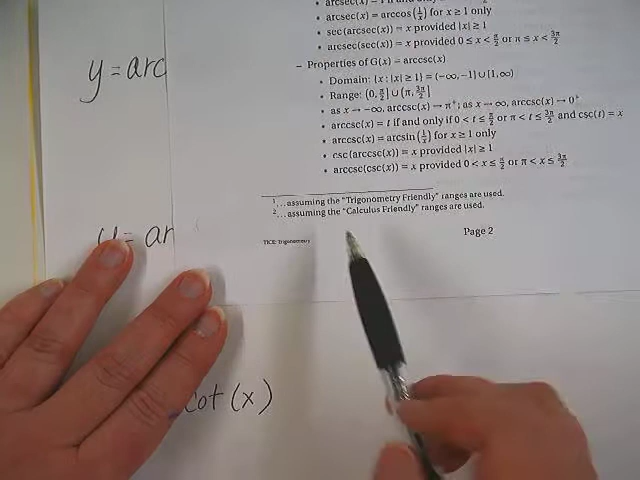 arcsec(x) = arccos(1/x) for x ≥ 1 only
sec(arcsec(x)) = x provided |x| ≥ 1
arcsec(sec(x)) = x provided 0 ≤ x < π/2 or π ≤ x < 3π/2
– Properties of G(x) = arccsc(x)
• Domain: {x : |x| ≥ 1} = (-∞, -1] ∪ [1, ∞)
• Range: (0, π/2] ∪ (π, 3π/2]
• as x → -∞, arccsc(x) → π⁺; as x → ∞, arccsc(x) → 0⁺
• arccsc(x) = t if and only if 0 < t ≤ π/2 or π < t ≤ 3π/2 and csc(t) = x
• arccsc(x) = arcsin(1/x) for x ≥ 1 only
• csc(arccsc(x)) = x provided |x| ≥ 1
• arccsc(csc(x)) = x provided 0 < x ≤ π/2 or π < x ≤ 3π/2
¹...assuming the "Trigonometry Friendly" ranges are used.
²...assuming the "Calculus Friendly" ranges are used.
Trigonometry
Page 2
y = arc
y = ar
cot(x)